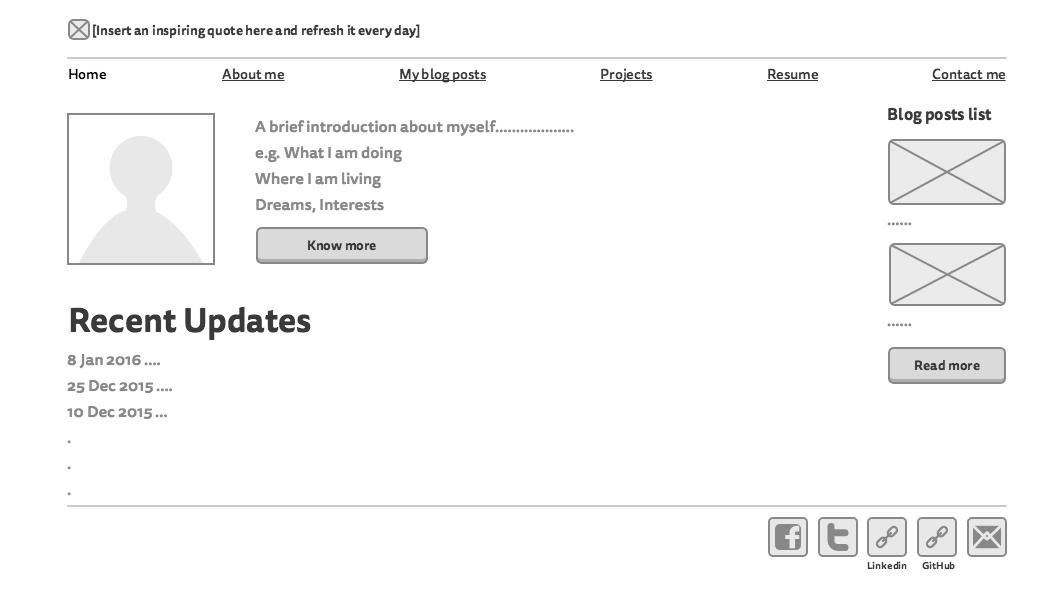 [Insert an inspiring quote here and refresh it every day]
Home About me My blog posts Projects Resume Contact me
A brief introduction about myself...................
e.g. What I am doing
Where I am living
Dreams, Interests
Know more
Recent Updates
8 Jan 2016 ....
25 Dec 2015 ....
10 Dec 2015 ...
.
.
.
Blog posts list
......
......
Read more
Linkedin GitHub